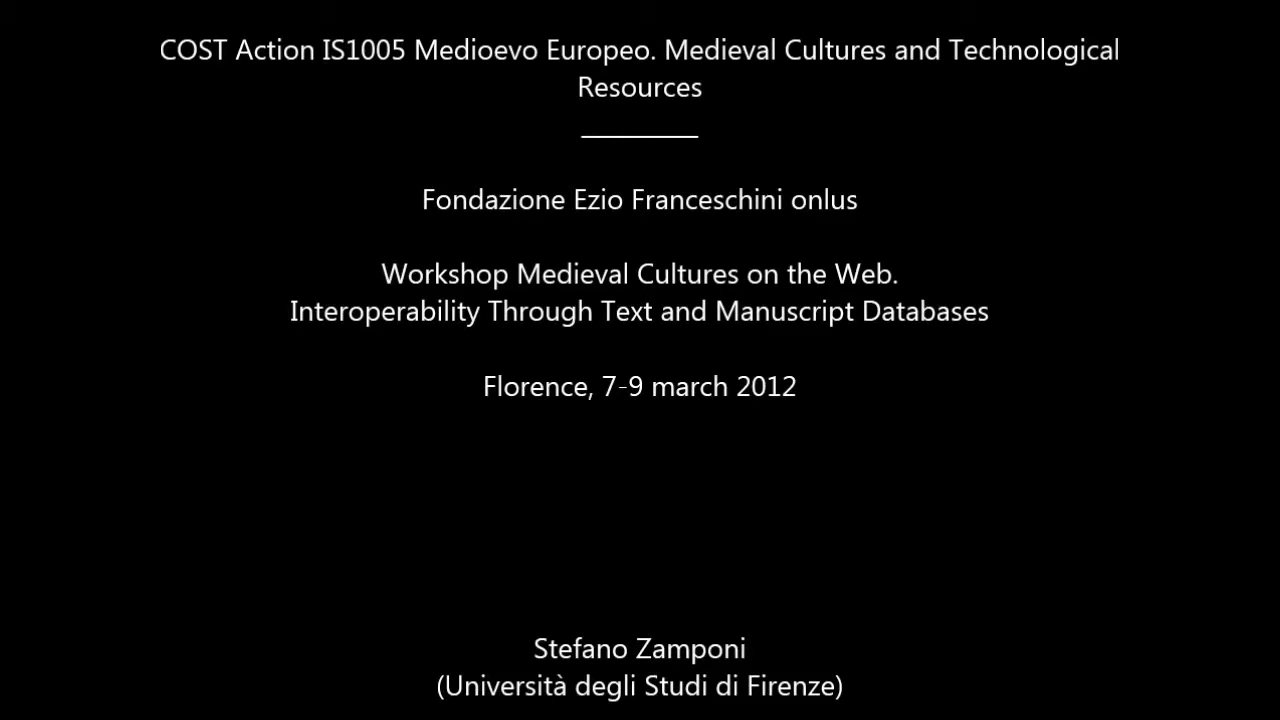 COST Action IS1005 Medioevo Europeo. Medieval Cultures and Technological
Resources
Fondazione Ezio Franceschini onlus
Workshop Medieval Cultures on the Web.
Interoperability Through Text and Manuscript Databases
Florence, 7-9 march 2012
Stefano Zamponi
(Università degli Studi di Firenze)